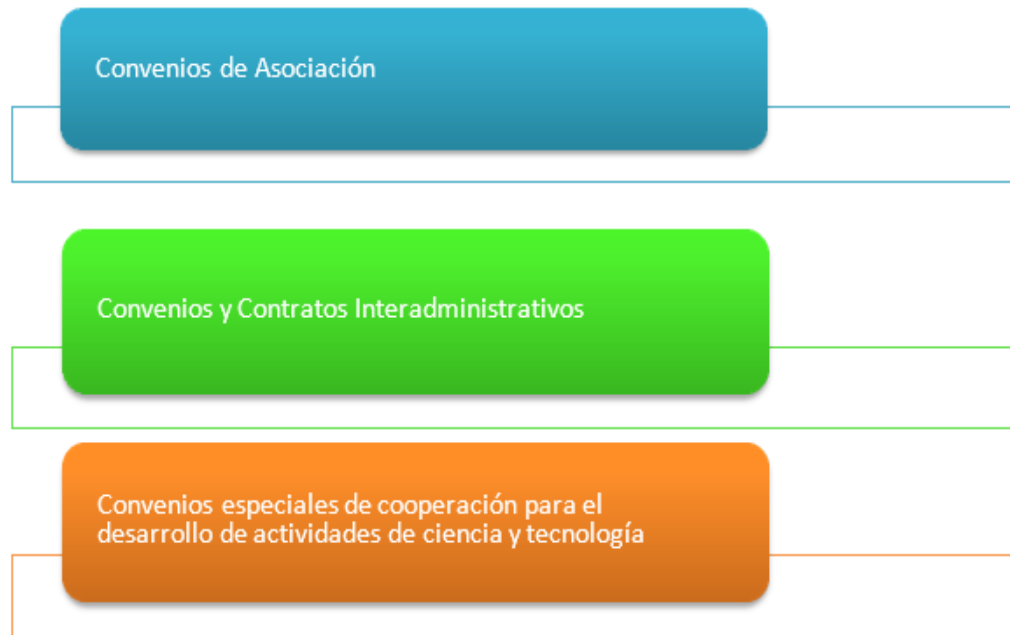 Convenios de Asociación
Convenios y Contratos Interadministrativos
Convenios especiales de cooperación para el
desarrollo de actividades de ciencia y tecnología